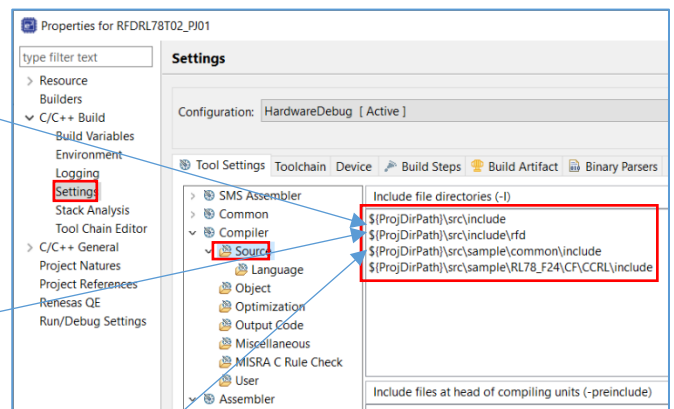 Properties for RFDRL78T02_PJ01
type filter text
Settings
Resource
Builders
C/C++ Build
Build Variables
Environment
Logging
Settings
Stack Analysis
Tool Chain Editor
C/C++ General
Project Natures
Project References
Renesas QE
Run/Debug Settings
Configuration: HardwareDebug [ Active ]
Tool Settings Toolchain Device Build Steps Build Artifact Binary Parsers
SMS Assembler
Common
Compiler
Source
Language
Object
Optimization
Output Code
Miscellaneous
MISRA C Rule Check
User
Assembler
Include file directories (-I)
${ProjDirPath}\src\include
${ProjDirPath}\src\include\rfd
${ProjDirPath}\src\sample\common\include
${ProjDirPath}\src\sample\RL78_F24\CF\CCRL\include
Include files at head of compiling units (-preinclude)